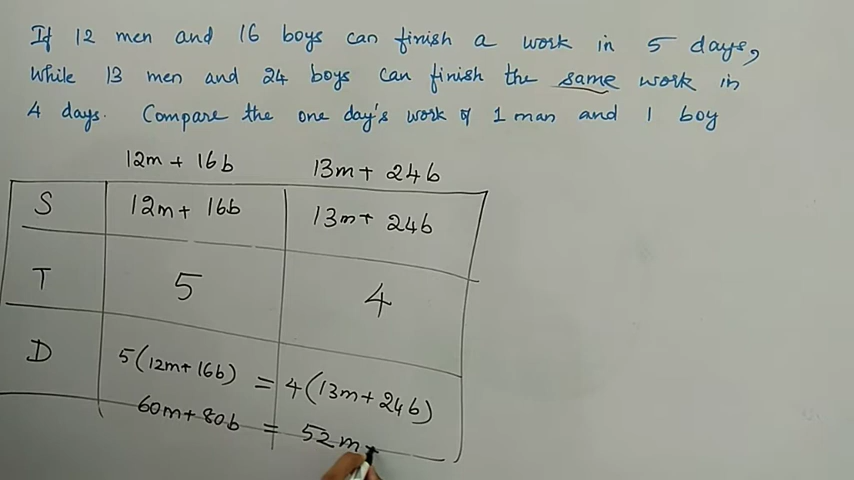 If 12 men and 16 boys can finish a work in 5 days,
While 13 men and 24 boys can finish the same work in
4 days. Compare the one day's work of 1 man and 1 boy
12m + 16b 13m + 24b
S 12m + 16b 13m + 24b
T 5 4
D 5(12m+16b) = 4(13m+24b)
60m+80b = 52m